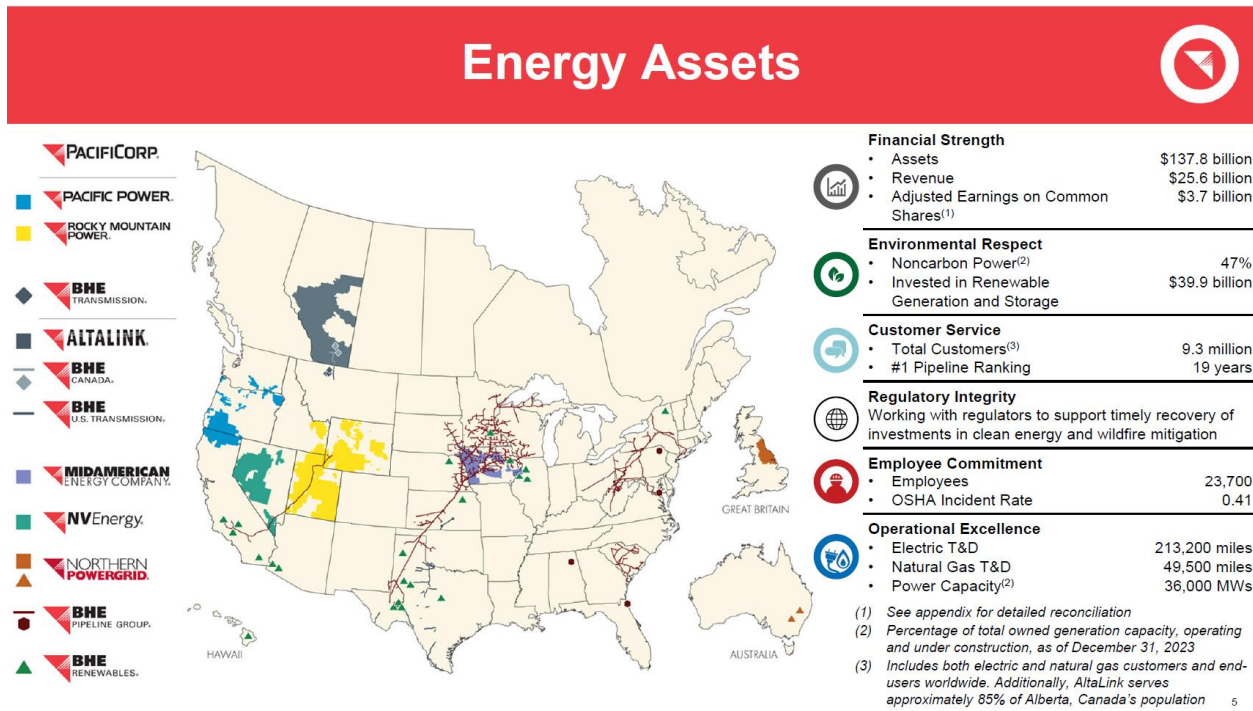 Energy Assets
PACIFICORP.
PACIFIC POWER.
ROCKY MOUNTAIN
POWER.
BHE
TRANSMISSION.
ALTALINK.
BHE
CANADA.
BHE
U.S. TRANSMISSION.
MIDAMERICAN
ENERGY COMPANY.
NVEnergy.
NORTHERN
POWERGRID.
BHE
PIPELINE GROUP.
BHE
RENEWABLES.
HAWAII
GREAT BRITAIN
AUSTRALIA
Financial Strength
• Assets $137.8 billion
• Revenue $25.6 billion
• Adjusted Earnings on Common $3.7 billion
Shares(1)
Environmental Respect
• Noncarbon Power(2) 47%
• Invested in Renewable $39.9 billion
Generation and Storage
Customer Service
• Total Customers(3) 9.3 million
• #1 Pipeline Ranking 19 years
Regulatory Integrity
Working with regulators to support timely recovery of
investments in clean energy and wildfire mitigation
Employee Commitment
• Employees 23,700
• OSHA Incident Rate 0.41
Operational Excellence
• Electric T&D 213,200 miles
• Natural Gas T&D 49,500 miles
• Power Capacity(2) 36,000 MWs
(1) See appendix for detailed reconciliation
(2) Percentage of total owned generation capacity, operating
and under construction, as of December 31, 2023
(3) Includes both electric and natural gas customers and end-
users worldwide. Additionally, AltaLink serves
approximately 85% of Alberta, Canada's population
5